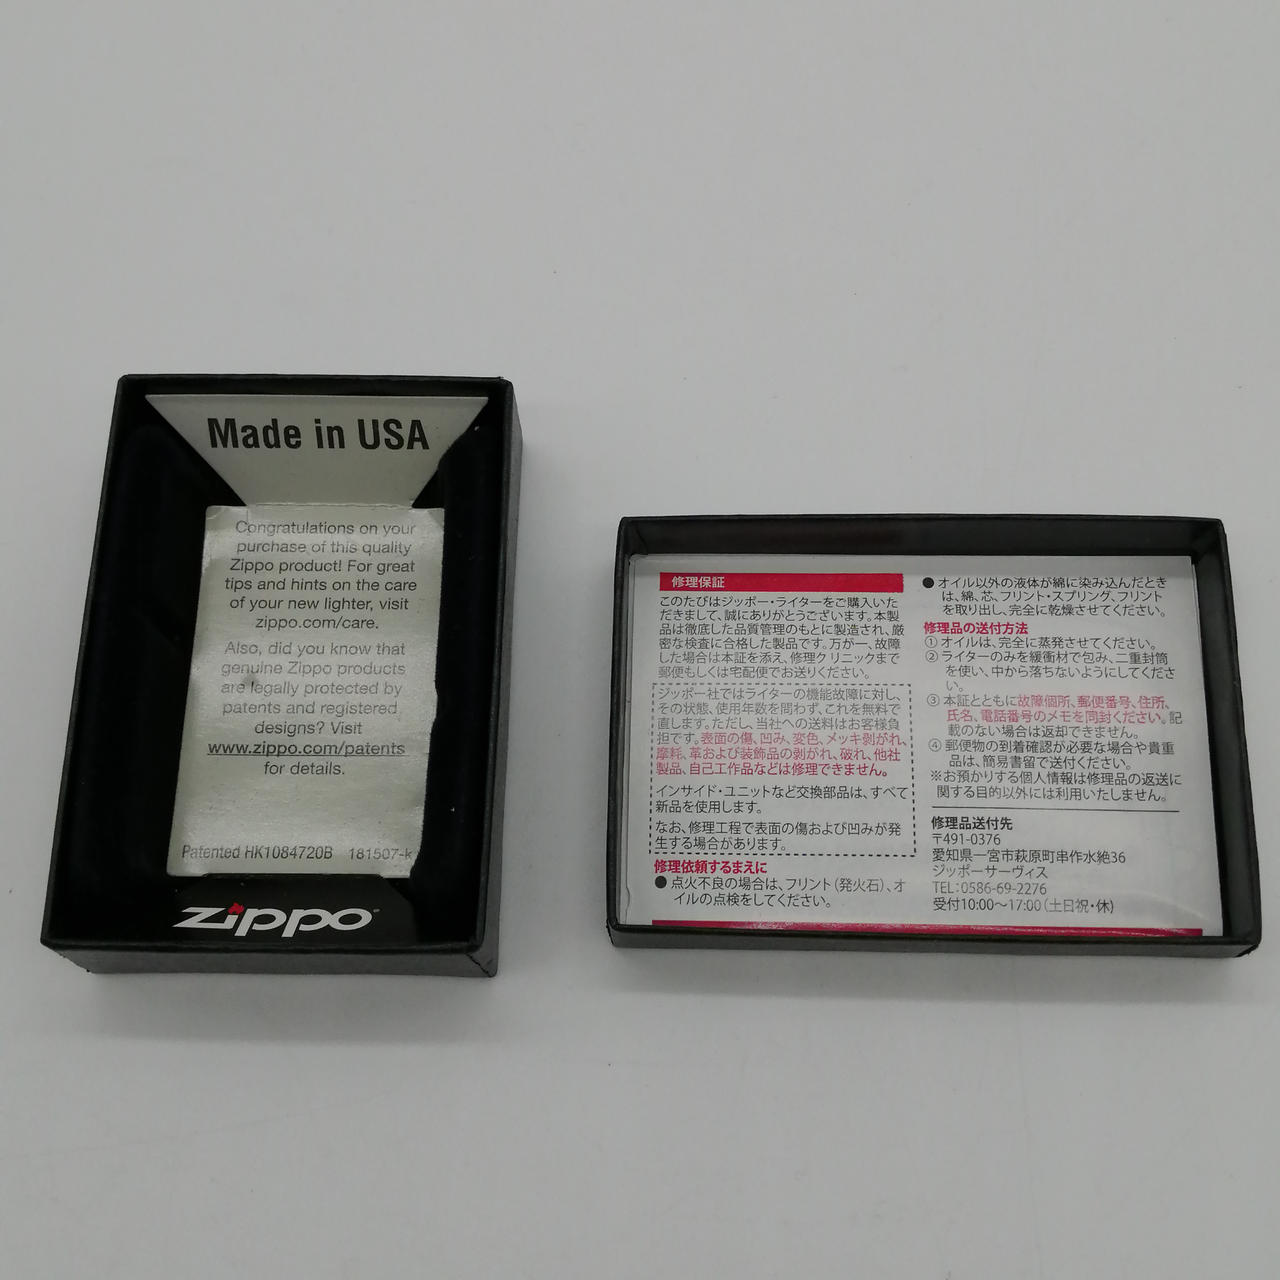 Made in USA
Congratulations on your
purchase of this quality
Zippo product! For great
tips and hints on the care
of your new lighter, visit
zippo.com/care.
Also, did you know that
genuine Zippo products
are legally protected by
patents and registered
designs? Visit
www.zippo.com/patents
for details.
Patented HK1084720B 181507-k
zippo
修理保証
このたびはジッポー・ライターをご購入いた
だきまして、誠にありがとうございます。本製
品は徹底した品質管理のもとに製造され、厳
密な検査に合格した製品です。万が一、故障
した場合は本証を添え、修理クリニックまで
郵便もしくは宅配便でお送りください。
ジッポー社ではライターの機能故障に対し、
その状態、使用年数を問わず、これを無料で
直します。ただし、当社への送料はお客様負
担です。表面の傷、凹み、変色、メッキ剥がれ、
摩耗、革および装飾品の剥がれ、破れ、他社
製品、自己工作品などは修理できません。
インサイド・ユニットなど交換部品は、すべて
新品を使用します。
なお、修理工程で表面の傷および凹みが発
生する場合があります。
修理依頼するまえに
●点火不良の場合は、フリント(発火石)、オ
イルの点検をしてください。
●オイル以外の液体が綿に染み込んだとき
は、綿、芯、フリント・スプリング、フリント
を取り出し、完全に乾燥させてください。
修理品の送付方法
①オイルは、完全に蒸発させてください。
②ライターのみを緩衝材で包み、二重封筒
を使い、中から落ちないようにしてくださ
い。
③本証とともに故障個所、郵便番号、住所、
氏名、電話番号のメモを同封ください。記
載のない場合は返却できません。
④郵便物の到着確認が必要な場合や貴重
品は、簡易書留で送付ください。
※お預かりする個人情報は修理品の返送に
関する目的以外には利用いたしません。
修理品送付先
〒491-0376
愛知県一宮市萩原町串作水絶36
ジッポーサーヴィス
TEL:0586-69-2276
受付10:00〜17:00(土日祝・休)